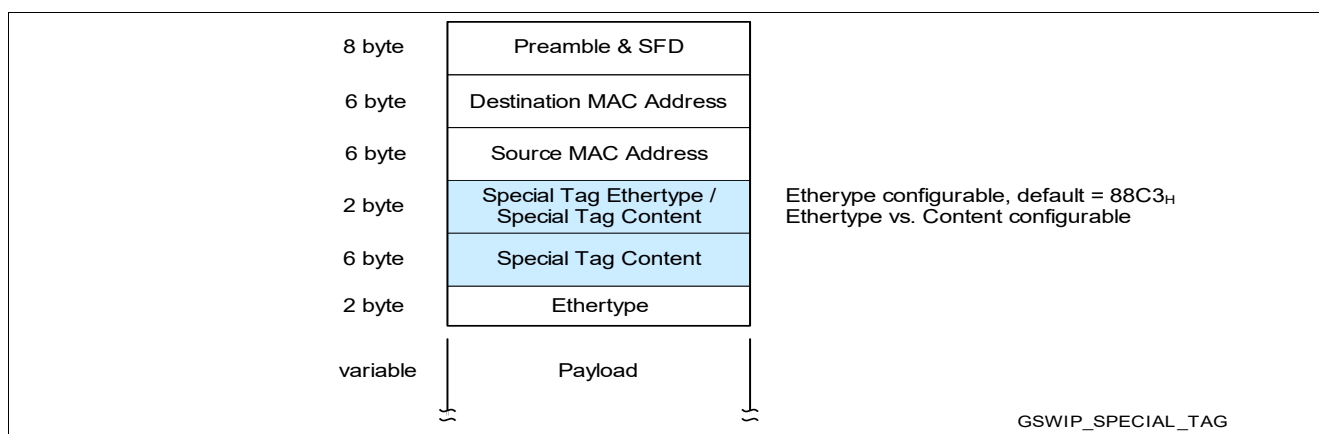 8 byte Preamble & SFD
6 byte Destination MAC Address
6 byte Source MAC Address
2 byte Special Tag Ethertype /
Special Tag Content
Etherype configurable, default = 88C3H
Ethertype vs. Content configurable
6 byte Special Tag Content
2 byte Ethertype
variable Payload
GSWIP_SPECIAL_TAG